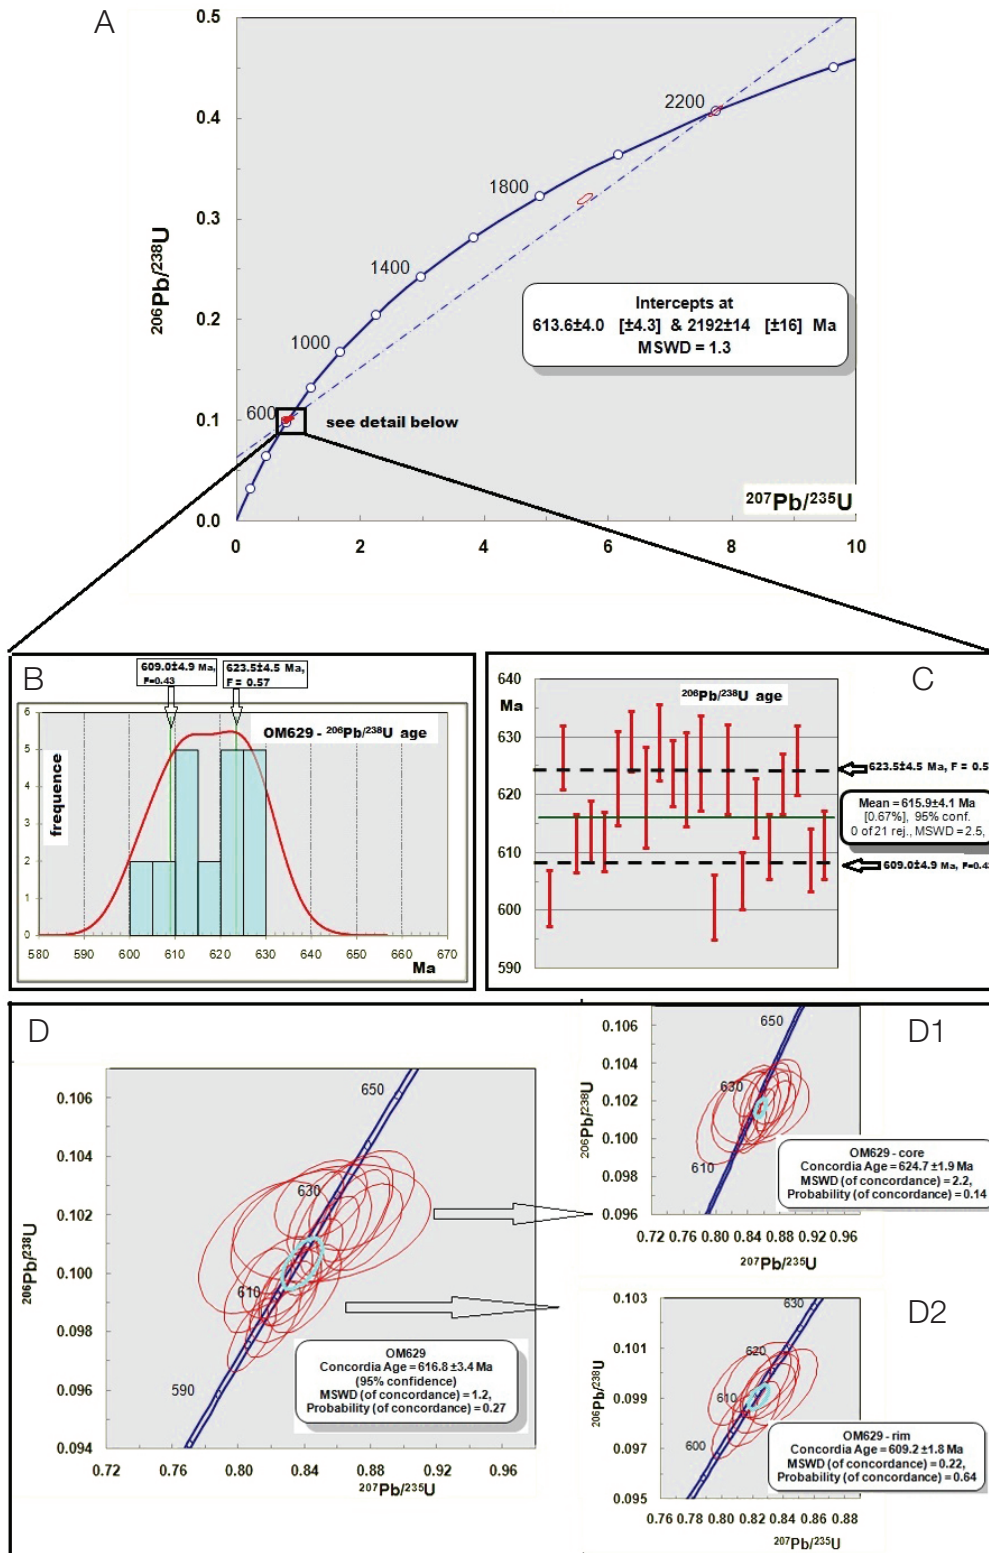 A
0.5
0.4
0.3
0.2
0.1
0.0
206Pb/238U
2200
1800
1400
1000
600
Intercepts at
613.6±4.0 [±4.3] & 2192±14 [±16] Ma
MSWD = 1.3
see detail below
207Pb/235U
0 2 4 6 8 10
B
609.0±4.9 Ma,
F=0.43
623.5±4.5 Ma,
F = 0.57
OM629 - 206Pb/238U age
frequence
6
5
4
3
2
1
0
580 590 600 610 620 630 640 650 660 670
Ma
C
640
Ma
630
620
610
600
590
206Pb/238U age
623.5±4.5 Ma, F = 0.5
Mean = 615.9±4.1 Ma
[0.67%], 95% conf.
0 of 21 rej., MSWD = 2.5,
609.0±4.9 Ma, F=0.4
D
0.106
0.104
0.102
0.100
0.098
0.096
0.094
206Pb/238U
650
630
610
590
OM629
Concordia Age = 616.8 ±3.4 Ma
(95% confidence)
MSWD (of concordance) = 1.2,
Probability (of concordance) = 0.27
0.72 0.76 0.80 0.84 0.88 0.92 0.96
207Pb/235U
D1
0.106
0.104
0.102
0.100
0.098
0.096
206Pb/238U
650
630
610
OM629 - core
Concordia Age = 624.7 ±1.9 Ma
MSWD (of concordance) = 2.2,
Probability (of concordance) = 0.14
0.72 0.76 0.80 0.84 0.88 0.92 0.96
207Pb/235U
D2
0.103
0.101
0.099
0.097
0.095
206Pb/238U
630
620
610
600
OM629 - rim
Concordia Age = 609.2 ±1.8 Ma
MSWD (of concordance) = 0.22,
Probability (of concordance) = 0.64
0.76 0.80 0.84 0.88
207Pb/235U